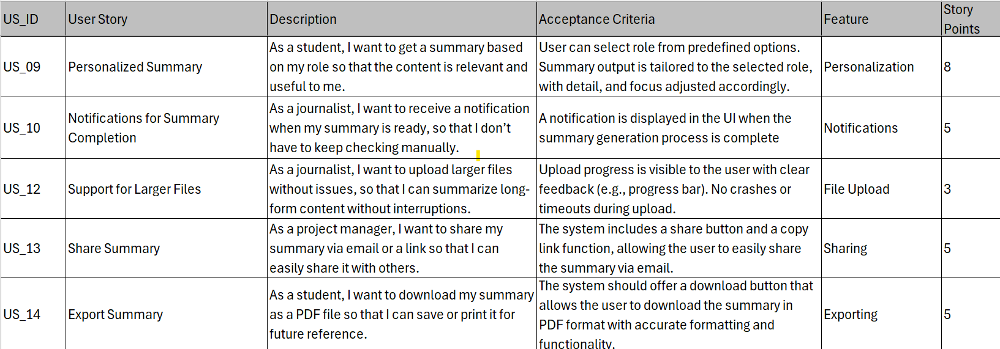 US_ID
User Story
Description
Acceptance Criteria
Feature
Story
Points
US_09
Personalized Summary
As a student, I want to get a summary based
on my role so that the content is relevant and
useful to me.
User can select role from predefined options.
Summary output is tailored to the selected role,
with detail, and focus adjusted accordingly.
Personalization
8
US_10
Notifications for Summary
Completion
As a journalist, I want to receive a notification
when my summary is ready, so that I don’t
have to keep checking manually.
A notification is displayed in the UI when the
summary generation process is complete
Notifications
5
US_12
Support for Larger Files
As a journalist, I want to upload larger files
without issues, so that I can summarize long-
form content without interruptions.
Upload progress is visible to the user with clear
feedback (e.g., progress bar). No crashes or
timeouts during upload.
File Upload
3
US_13
Share Summary
As a project manager, I want to share my
summary via email or a link so that I can
easily share it with others.
The system includes a share button and a copy
link function, allowing the user to easily share
the summary via email.
Sharing
5
US_14
Export Summary
As a student, I want to download my summary
as a PDF file so that I can save or print it for
future reference.
The system should offer a download button that
allows the user to download the summary in
PDF format with accurate formatting and
functionality.
Exporting
5